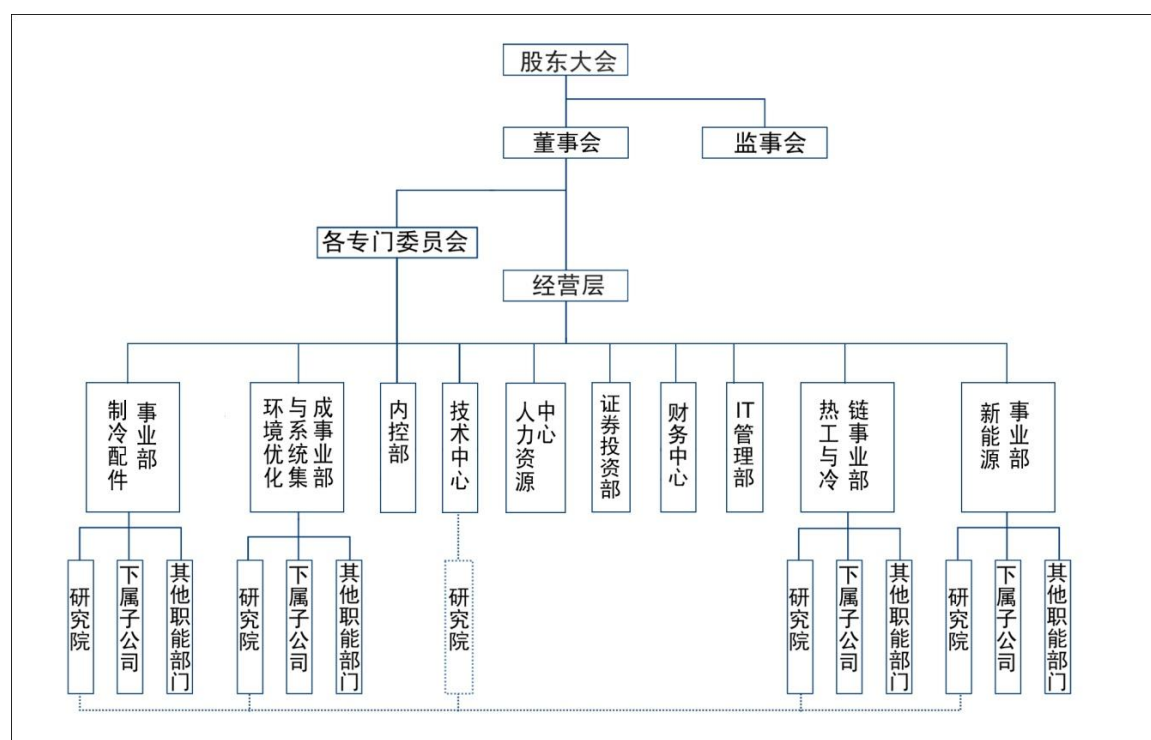 股东大会
董事会
监事会
各专门委员会
经营层
制冷配件
事业部
环境优化
与系统集
成事业部
内控部
技术中心
人力资源
中心
证券投资部
财务中心
IT管理部
热工与冷
链事业部
新能源
事业部
研究院
下属子公司
其他职能部门
研究院
下属子公司
其他职能部门
研究院
研究院
下属子公司
其他职能部门
研究院
下属子公司
其他职能部门